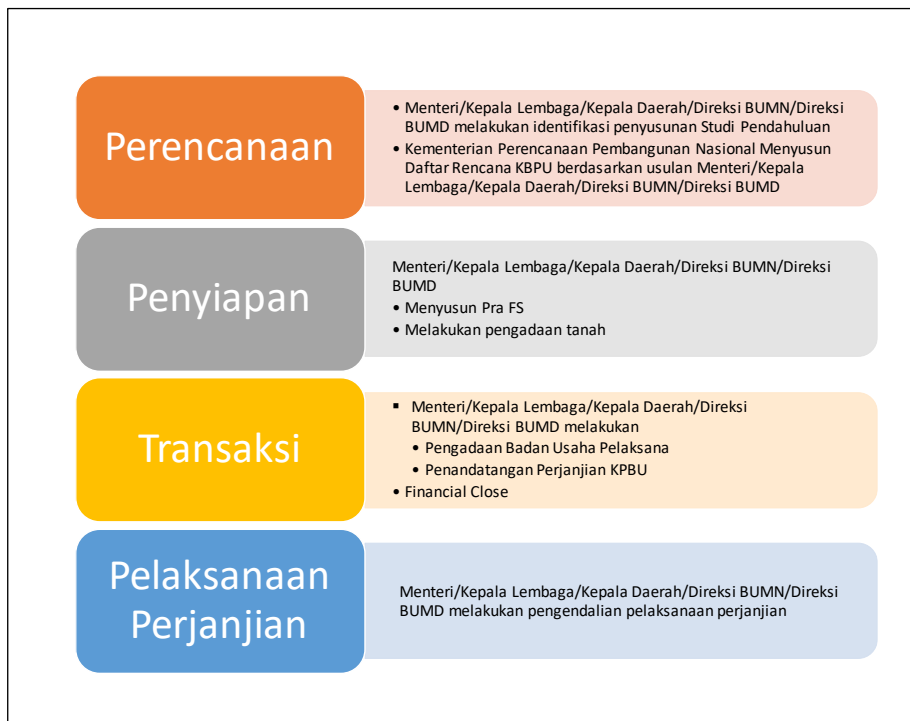 Perencanaan
• Menteri/Kepala Lembaga/Kepala Daerah/Direksi BUMN/Direksi
BUMD melakukan identifikasi penyusunan Studi Pendahuluan
• Kementerian Perencanaan Pembangunan Nasional Menyusun
Daftar Rencana KBPU berdasarkan usulan Menteri/Kepala
Lembaga/Kepala Daerah/Direksi BUMN/Direksi BUMD
Penyiapan
Menteri/Kepala Lembaga/Kepala Daerah/Direksi BUMN/Direksi
BUMD
• Menyusun Pra FS
• Melakukan pengadaan tanah
Transaksi
▪ Menteri/Kepala Lembaga/Kepala Daerah/Direksi
BUMN/Direksi BUMD melakukan
• Pengadaan Badan Usaha Pelaksana
• Penandatangan Perjanjian KPBU
• Financial Close
Pelaksanaan
Perjanjian
Menteri/Kepala Lembaga/Kepala Daerah/Direksi BUMN/Direksi
BUMD melakukan pengendalian pelaksanaan perjanjian